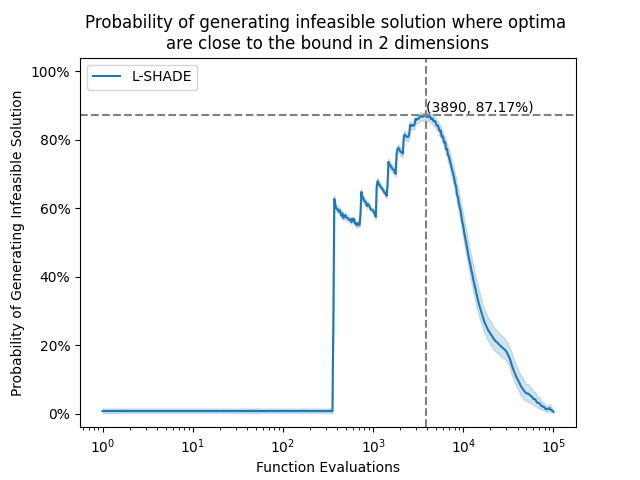 Probability of generating infeasible solution where optima
are close to the bound in 2 dimensions
L-SHADE
(3890, 87.17%)
Probability of Generating Infeasible Solution
100%
80%
60%
40%
20%
0%
10⁰ 10¹ 10² 10³ 10⁴ 10⁵
Function Evaluations